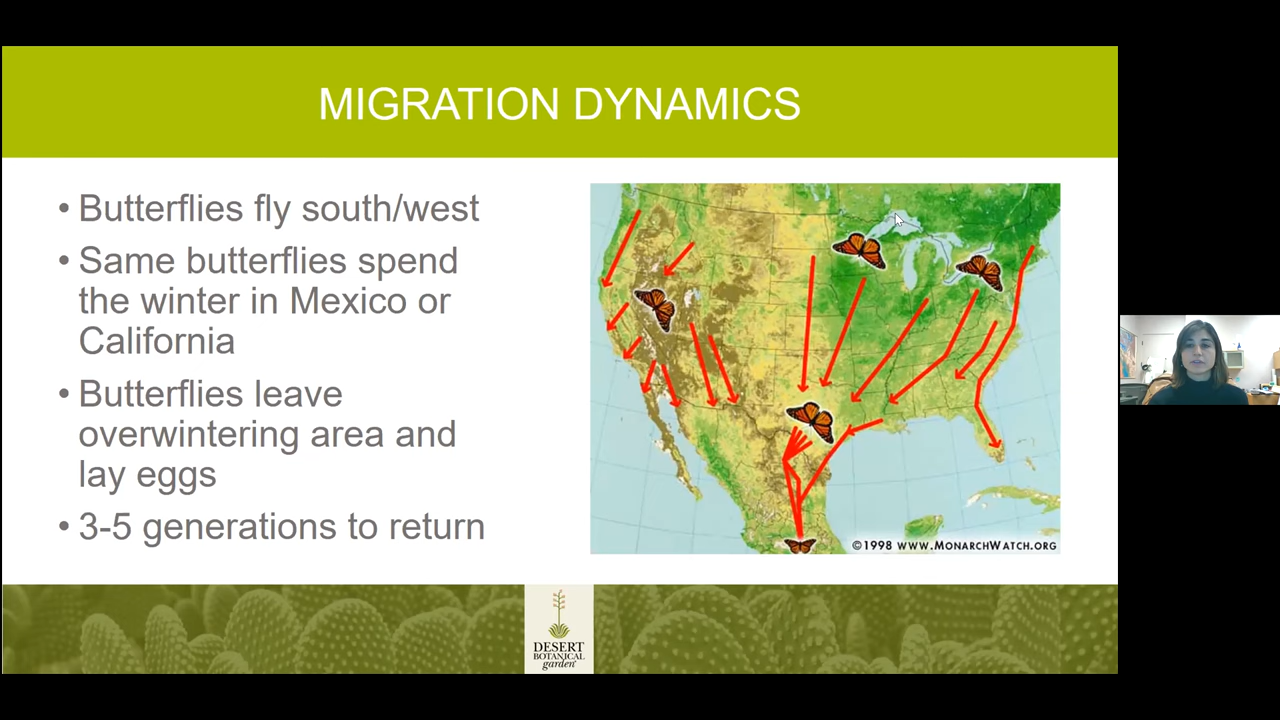 MIGRATION DYNAMICS
• Butterflies fly south/west
• Same butterflies spend
the winter in Mexico or
California
• Butterflies leave
overwintering area and
lay eggs
• 3-5 generations to return
©1998 WWW.MONARCHWATCH.ORG
DESERT
BOTANICAL
garden